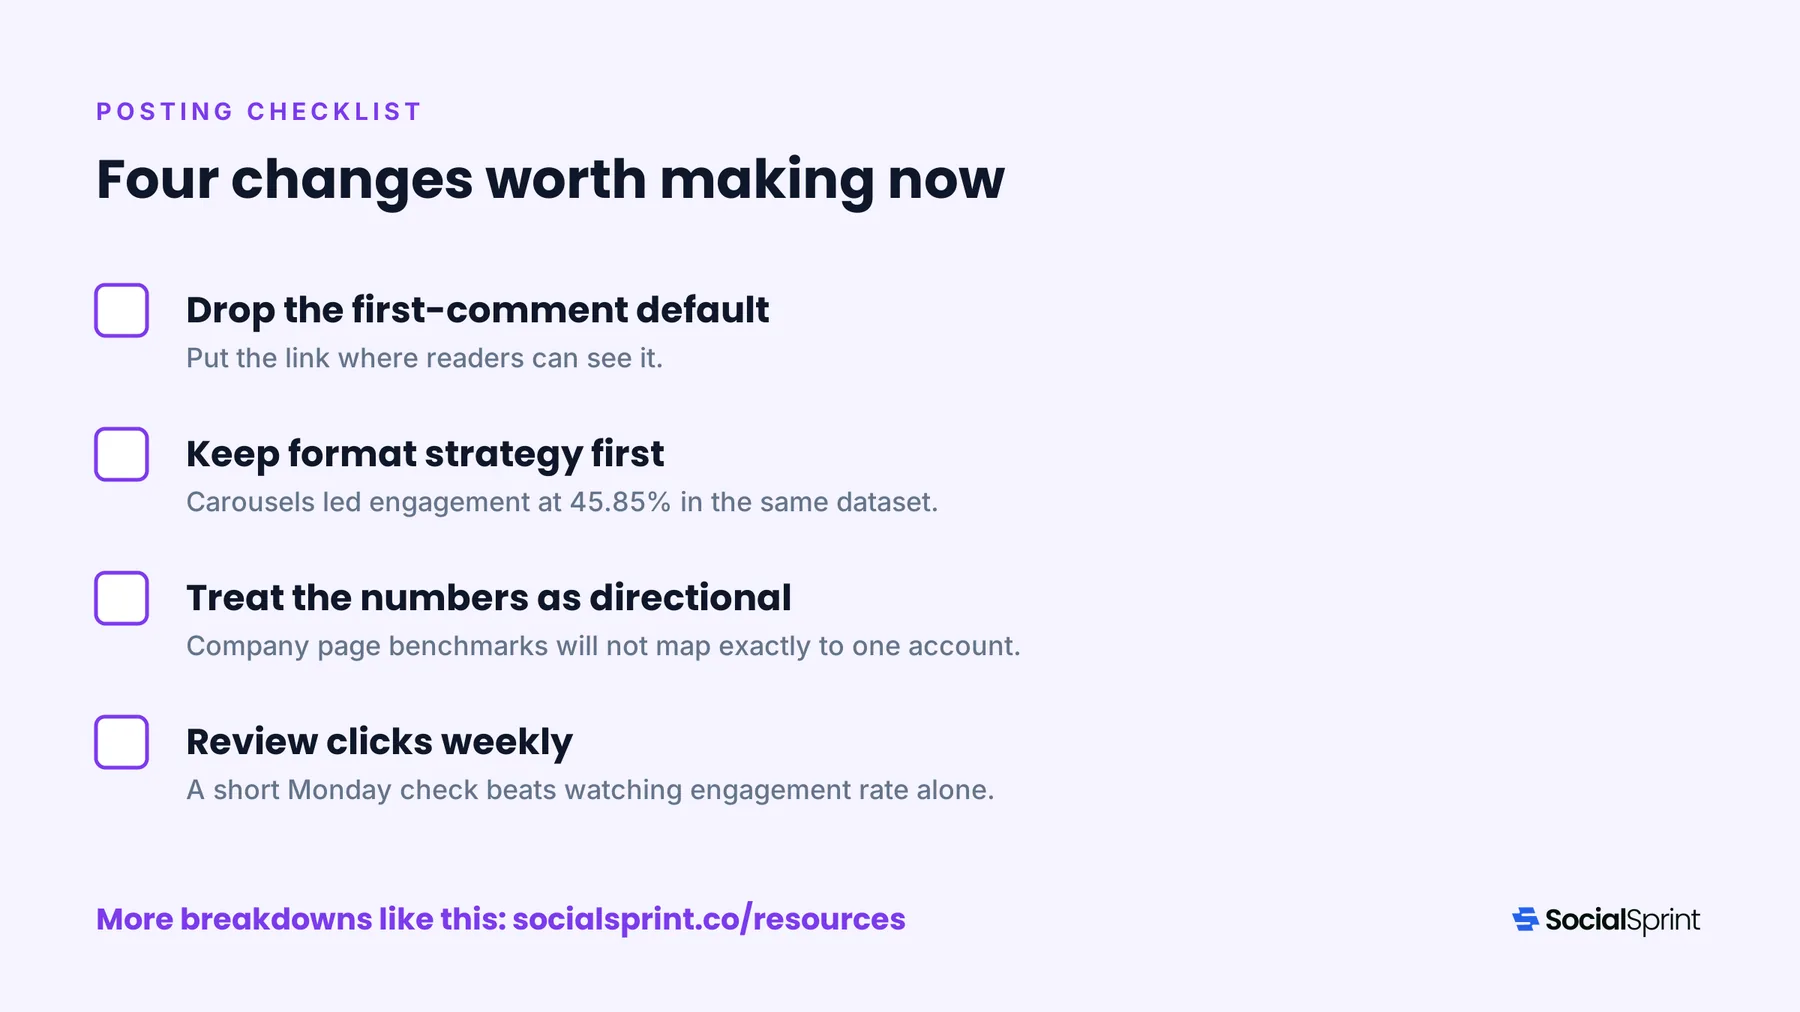 POSTING CHECKLIST
Four changes worth making now
Drop the first-comment default
Put the link where readers can see it.
Keep format strategy first
Carousels led engagement at 45.85% in the same dataset.
Treat the numbers as directional
Company page benchmarks will not map exactly to one account.
Review clicks weekly
A short Monday check beats watching engagement rate alone.
More breakdowns like this: socialsprint.co/resources
SocialSprint